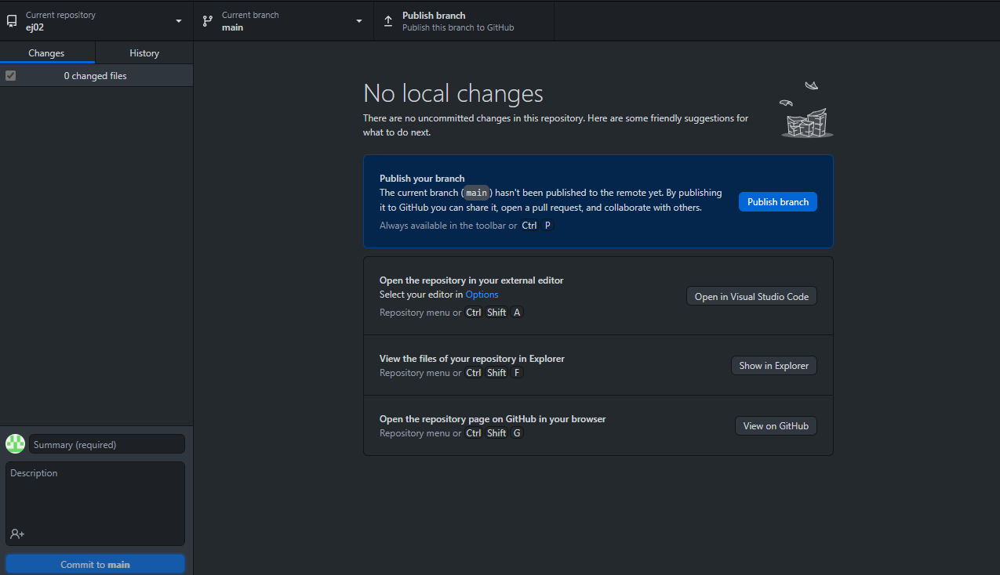 Current repository
ej02
Current branch
main
Publish branch
Publish this branch to GitHub
Changes
History
0 changed files
No local changes
There are no uncommitted changes in this repository. Here are some friendly suggestions for
what to do next.
Publish your branch
The current branch (main) hasn't been published to the remote yet. By publishing
it to GitHub you can share it, open a pull request, and collaborate with others.
Always available in the toolbar or Ctrl P
Publish branch
Open the repository in your external editor
Select your editor in Options
Repository menu or Ctrl Shift A
Open in Visual Studio Code
View the files of your repository in Explorer
Repository menu or Ctrl Shift F
Show in Explorer
Open the repository page on GitHub in your browser
Repository menu or Ctrl Shift G
View on GitHub
Summary (required)
Description
Commit to main